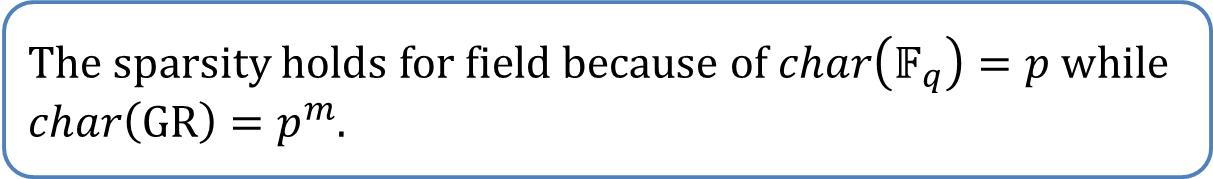 The sparsity holds for field because of char(𝔽_q) = p while
char(GR) = p^m.